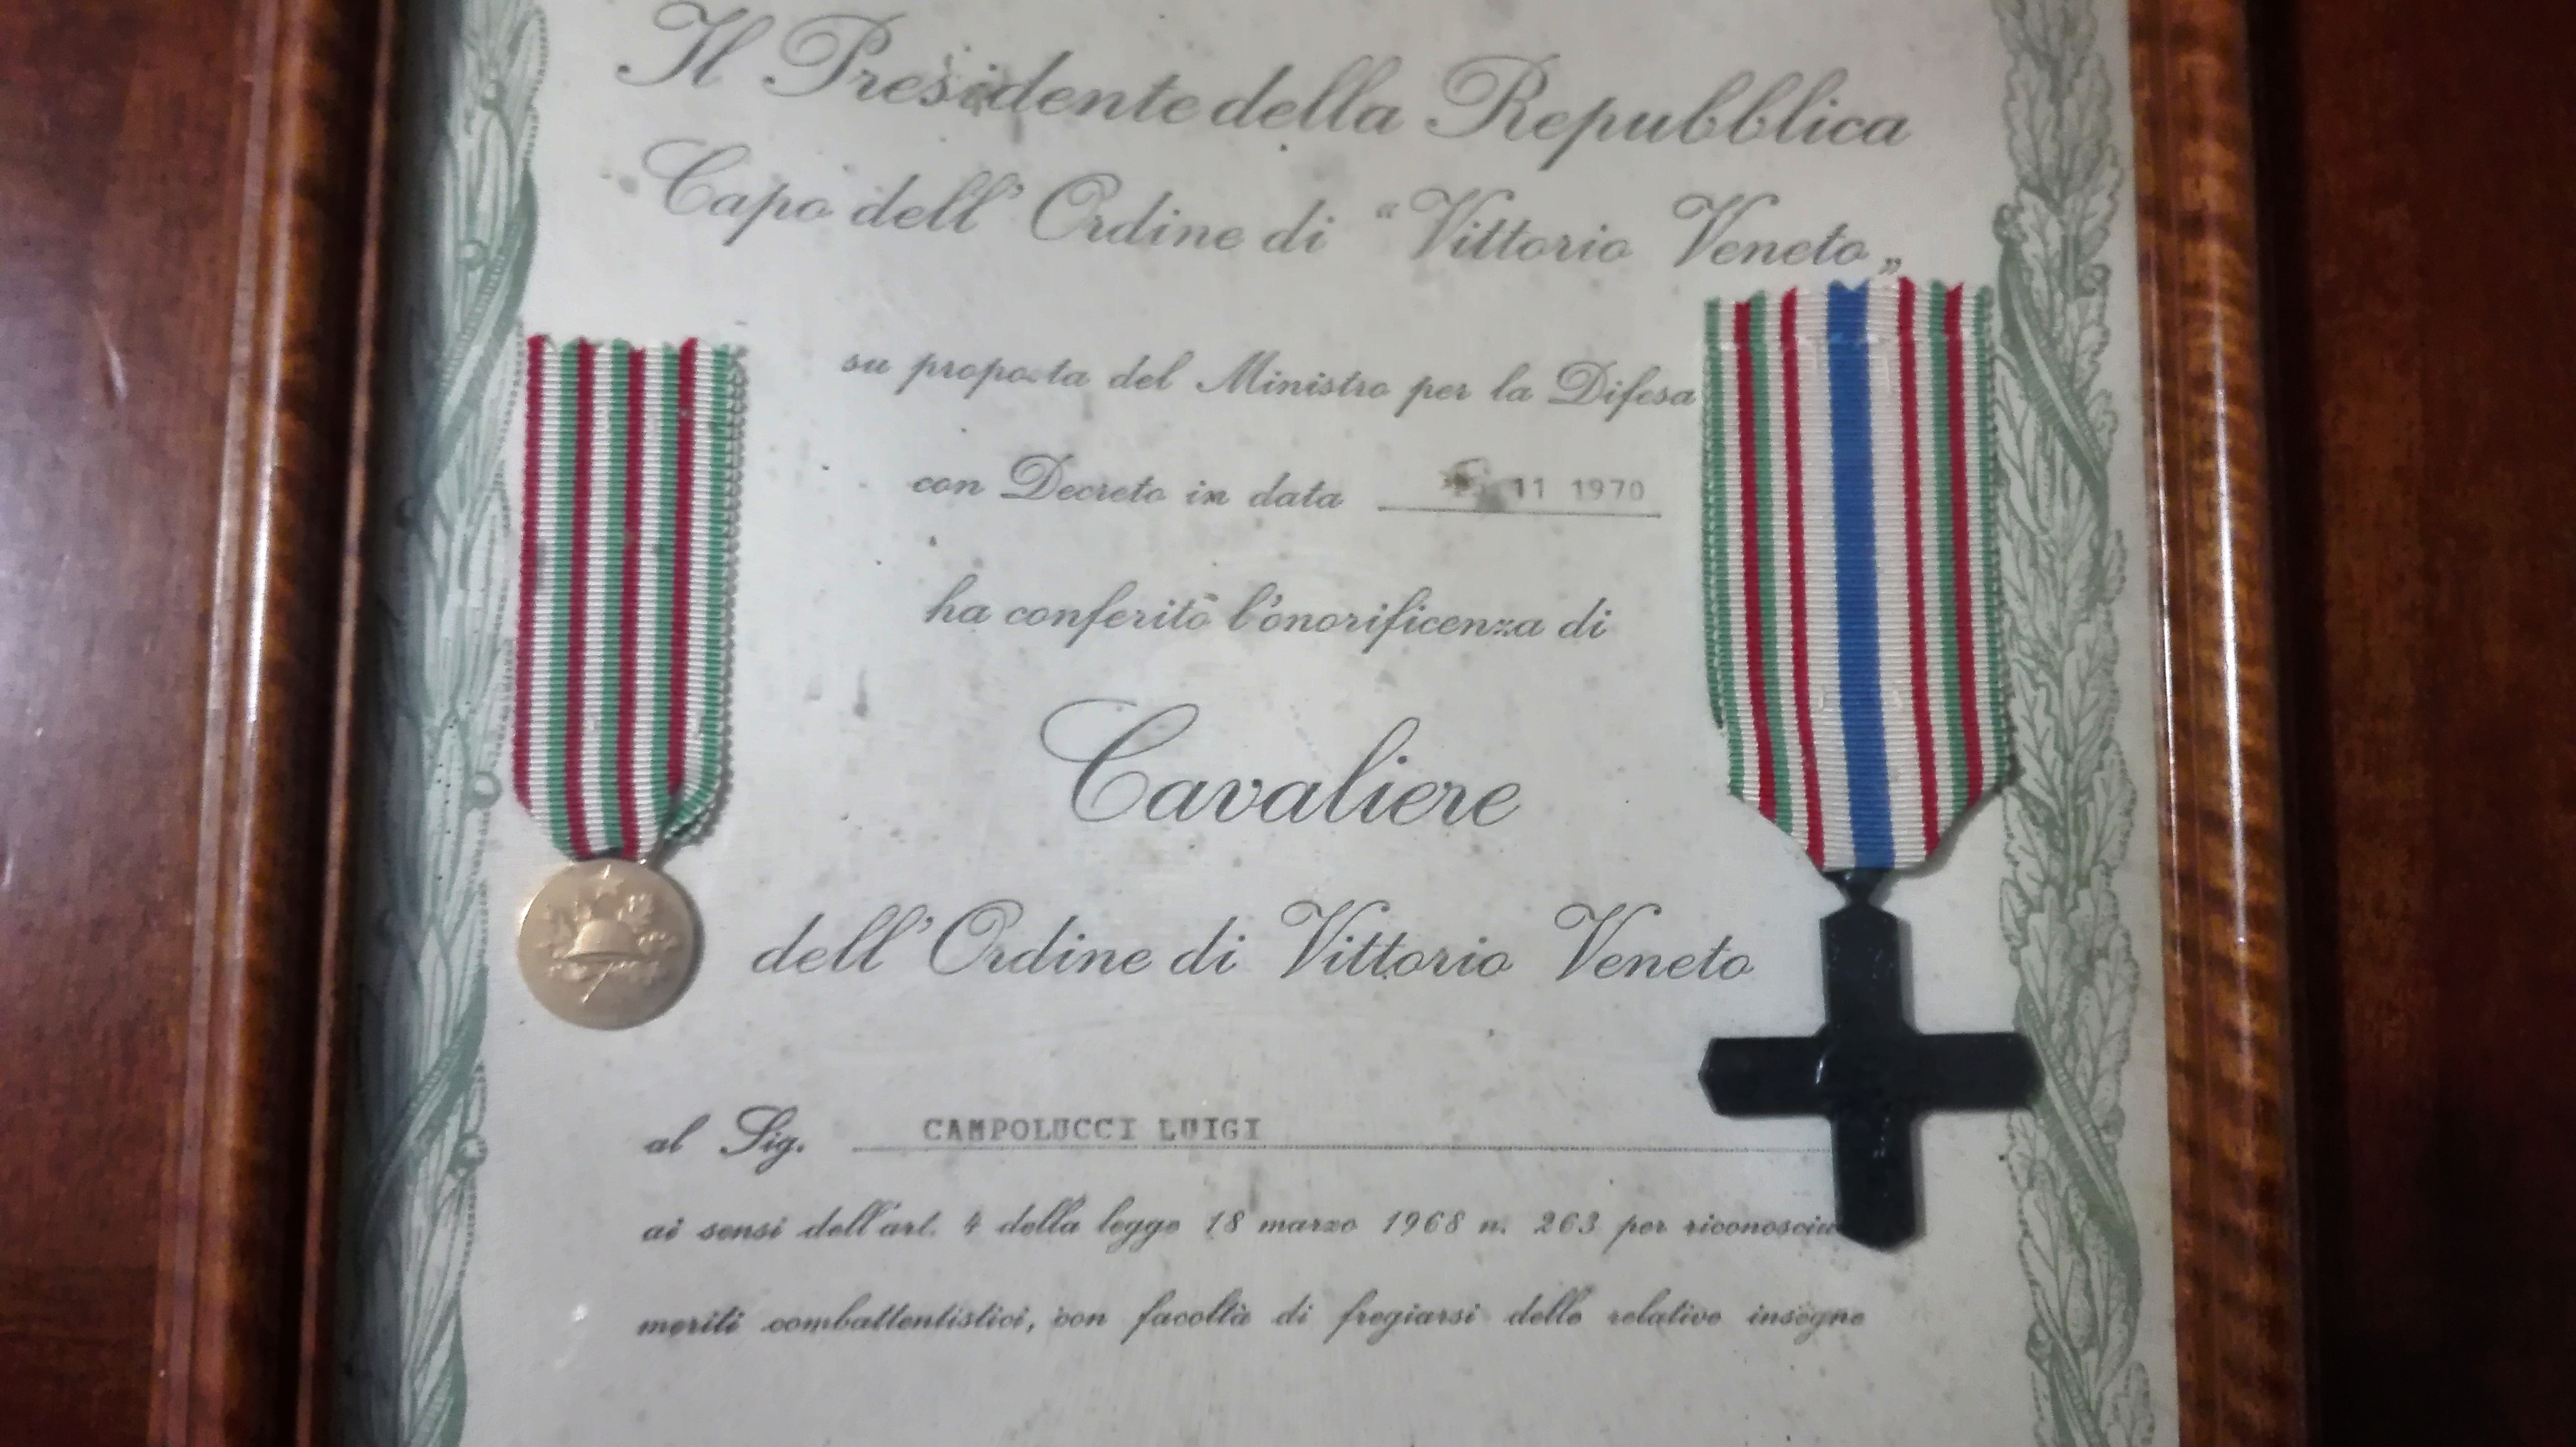 Il Presidente della Repubblica
Capo dell' Ordine di "Vittorio Veneto„
su proposta del Ministro per la Difesa
con Decreto in data 11 1970
ha conferito l'onorificenza di
Cavaliere
dell' Ordine di Vittorio Veneto
al Sig. CAMPOLUCCI LUIGI
ai sensi dell'art. 4 della legge 18 marzo 1968 n. 263 per
meriti combattentistici, con facoltà di fregiarsi delle relative insegne